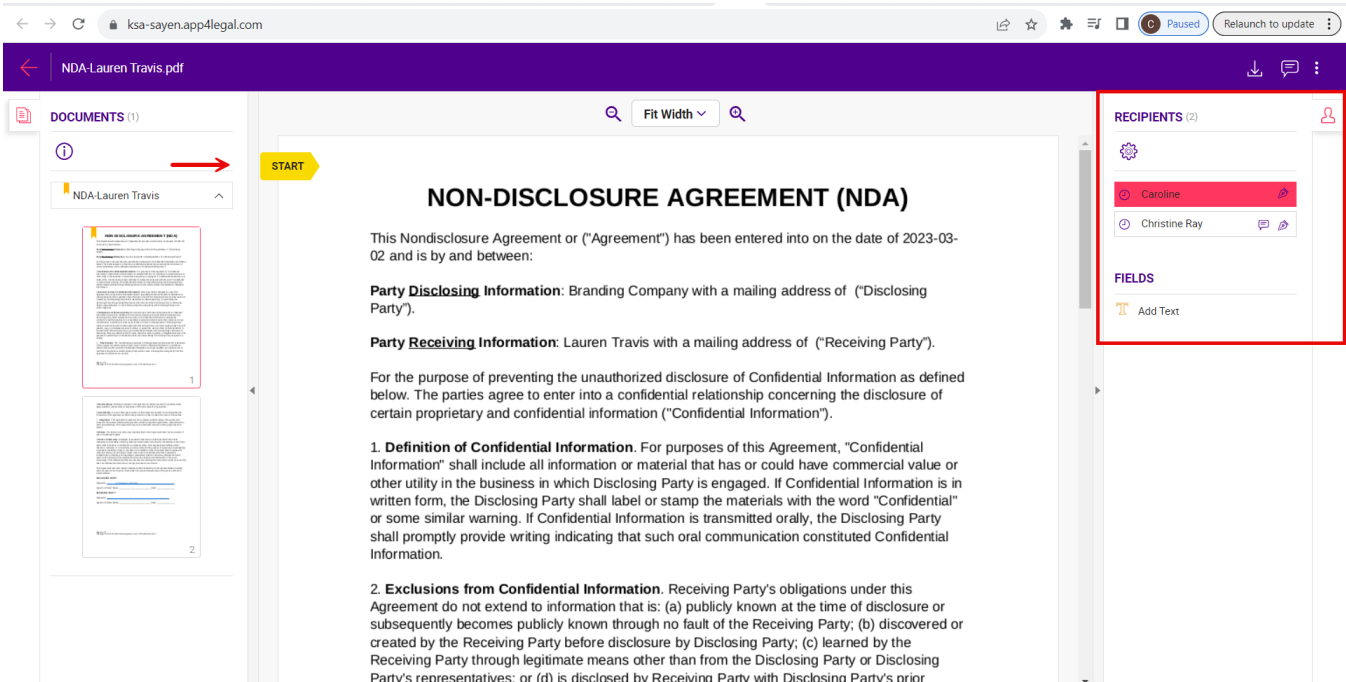 ksa-sayen.app4legal.com
C
Paused
Relaunch to update
NDA-Lauren Travis.pdf
DOCUMENTS (1)
NDA-Lauren Travis
1
2
Fit Width
START
NON-DISCLOSURE AGREEMENT (NDA)
This Nondisclosure Agreement or ("Agreement") has been entered into on the date of 2023-03-
02 and is by and between:
Party Disclosing Information: Branding Company with a mailing address of  (“Disclosing
Party”).
Party Receiving Information: Lauren Travis with a mailing address of  (“Receiving Party”).
For the purpose of preventing the unauthorized disclosure of Confidential Information as defined
below. The parties agree to enter into a confidential relationship concerning the disclosure of
certain proprietary and confidential information ("Confidential Information").
1. Definition of Confidential Information. For purposes of this Agreement, "Confidential
Information" shall include all information or material that has or could have commercial value or
other utility in the business in which Disclosing Party is engaged. If Confidential Information is in
written form, the Disclosing Party shall label or stamp the materials with the word "Confidential"
or some similar warning. If Confidential Information is transmitted orally, the Disclosing Party
shall promptly provide writing indicating that such oral communication constituted Confidential
Information.
2. Exclusions from Confidential Information. Receiving Party's obligations under this
Agreement do not extend to information that is: (a) publicly known at the time of disclosure or
subsequently becomes publicly known through no fault of the Receiving Party; (b) discovered or
created by the Receiving Party before disclosure by Disclosing Party; (c) learned by the
Receiving Party through legitimate means other than from the Disclosing Party or Disclosing
Party's representatives; or (d) is disclosed by Receiving Party with Disclosing Party's prior
RECIPIENTS (2)
Caroline
Christine Ray
FIELDS
Add Text